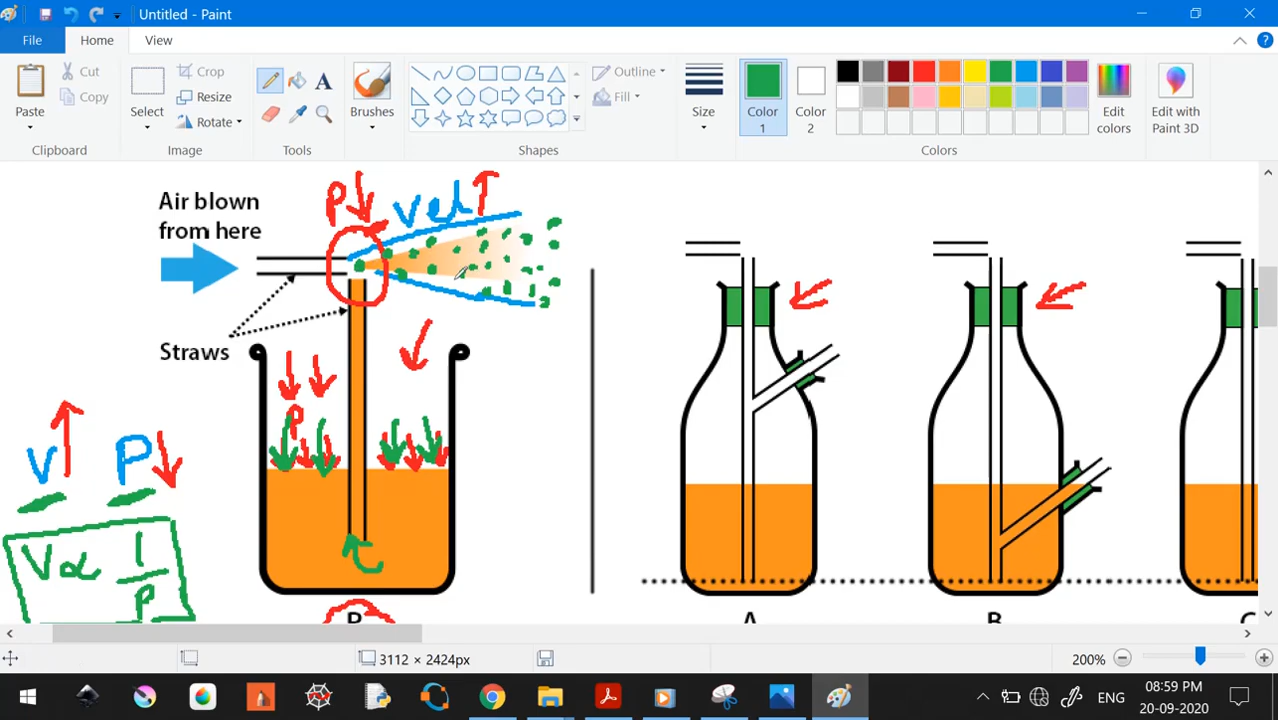 Untitled - Paint
File
Home
View
Paste
Cut
Copy
Clipboard
Select
Crop
Resize
Rotate
Image
Tools
Brushes
A
Shapes
Outline
Fill
Size
Color 1
Color 2
Colors
Edit colors
Edit with Paint 3D
Air blown
from here
P↓
Vel↑
Straws
P
V↑ P↓
V∝ 1/P
P
A
B
C
3112 × 2424px
200%
ENG
08:59 PM
20-09-2020